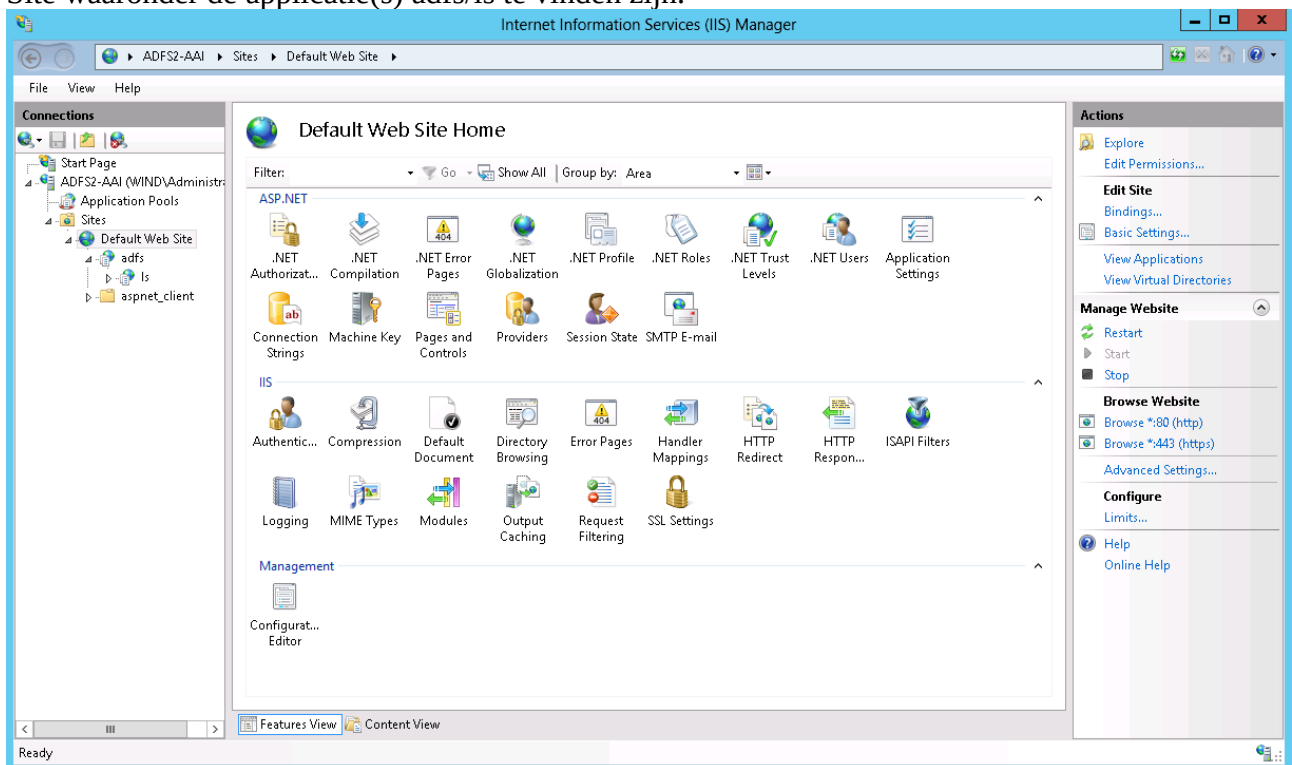 Site waaronder de applicatie(s) adfs/ls te vinden zijn.
Internet Information Services (IIS) Manager
ADFS2-AAI Sites Default Web Site
File View Help
Connections
Start Page
ADFS2-AAI (WIND\Administr
Application Pools
Sites
Default Web Site
adfs
ls
aspnet_client
Default Web Site Home
Filter: Go Show All Group by: Area
ASP.NET
.NET Authorizat...
.NET Compilation
.NET Error Pages
.NET Globalization
.NET Profile
.NET Roles
.NET Trust Levels
.NET Users
Application Settings
Connection Strings
Machine Key
Pages and Controls
Providers
Session State
SMTP E-mail
IIS
Authentic...
Compression
Default Document
Directory Browsing
Error Pages
Handler Mappings
HTTP Redirect
HTTP Respon...
ISAPI Filters
Logging
MIME Types
Modules
Output Caching
Request Filtering
SSL Settings
Management
Configurat... Editor
Features View Content View
Actions
Explore
Edit Permissions...
Edit Site
Bindings...
Basic Settings...
View Applications
View Virtual Directories
Manage Website
Restart
Start
Stop
Browse Website
Browse *:80 (http)
Browse *:443 (https)
Advanced Settings...
Configure
Limits...
Help
Online Help
Ready